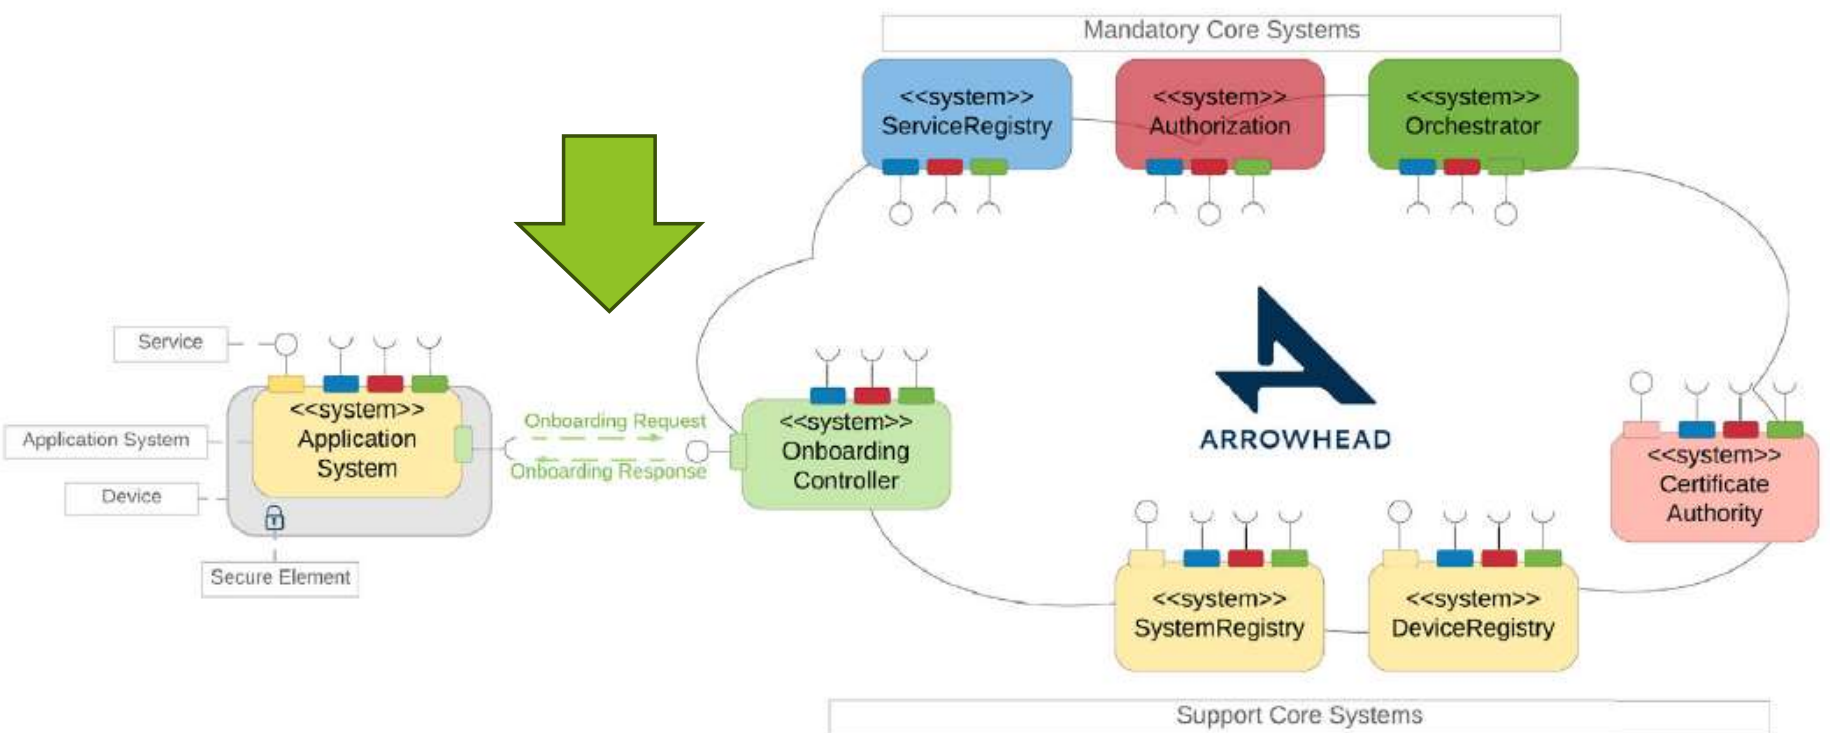 Mandatory Core Systems
<<system>>
ServiceRegistry
<<system>>
Authorization
<<system>>
Orchestrator
Service
Application System
Device
Secure Element
<<system>>
Application
System
Onboarding Request
Onboarding Response
<<system>>
Onboarding
Controller
ARROWHEAD
<<system>>
Certificate
Authority
<<system>>
SystemRegistry
<<system>>
DeviceRegistry
Support Core Systems